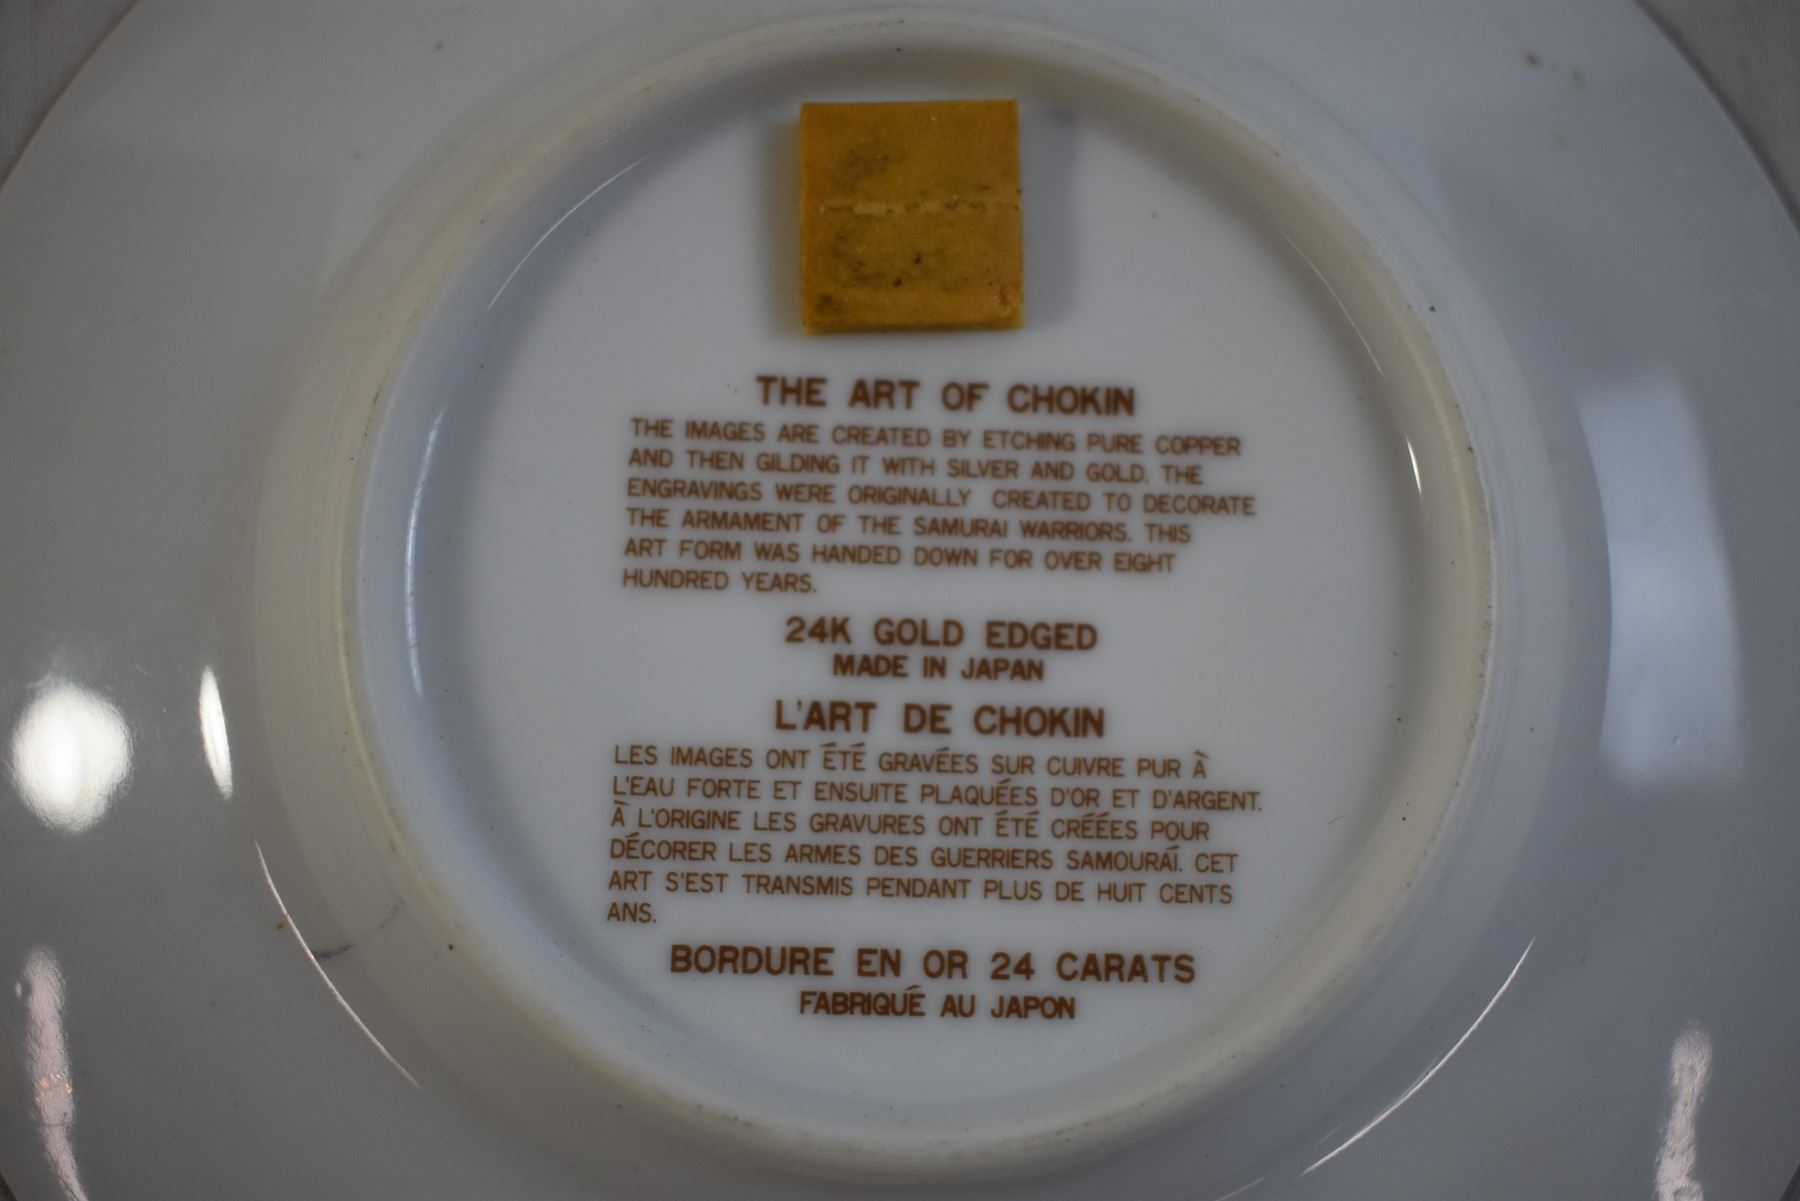 THE ART OF CHOKIN
THE IMAGES ARE CREATED BY ETCHING PURE COPPER
AND THEN GILDING IT WITH SILVER AND GOLD. THE
ENGRAVINGS WERE ORIGINALLY CREATED TO DECORATE
THE ARMAMENT OF THE SAMURAI WARRIORS. THIS
ART FORM WAS HANDED DOWN FOR OVER EIGHT
HUNDRED YEARS.
24K GOLD EDGED
MADE IN JAPAN
L'ART DE CHOKIN
LES IMAGES ONT ÉTÉ GRAVÉES SUR CUIVRE PUR À
L'EAU FORTE ET ENSUITE PLAQUÉES D'OR ET D'ARGENT.
À L'ORIGINE LES GRAVURES ONT ÉTÉ CRÉÉES POUR
DÉCORER LES ARMES DES GUERRIERS SAMOURAÏ. CET
ART S'EST TRANSMIS PENDANT PLUS DE HUIT CENTS
ANS.
BORDURE EN OR 24 CARATS
FABRIQUÉ AU JAPON